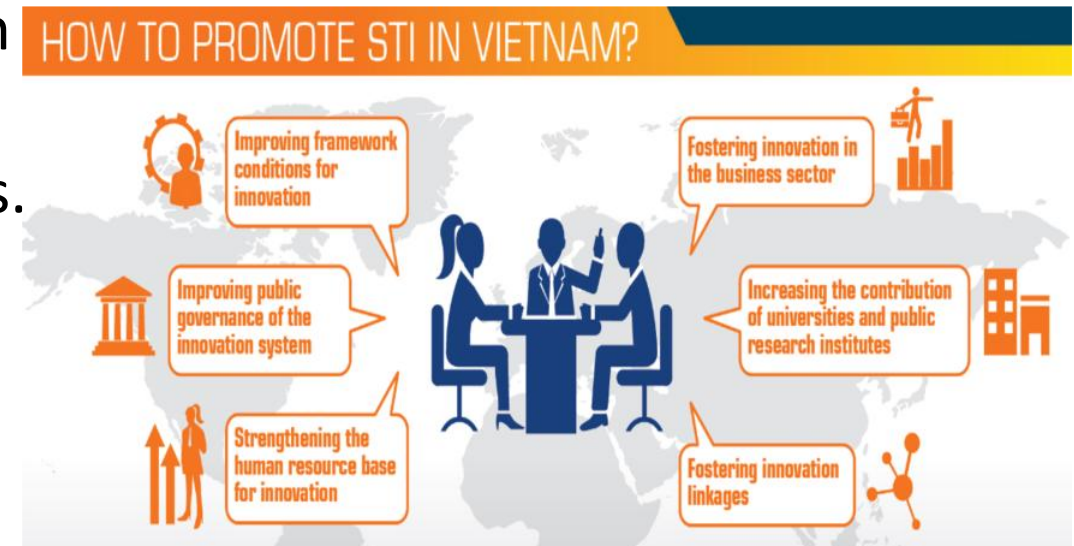 n
s.
HOW TO PROMOTE STI IN VIETNAM?
Improving framework
conditions for
innovation
Improving public
governance of the
innovation system
Strengthening the
human resource base
for innovation
Fostering innovation in
the business sector
Increasing the contribution
of universities and public
research institutes
Fostering innovation
linkages